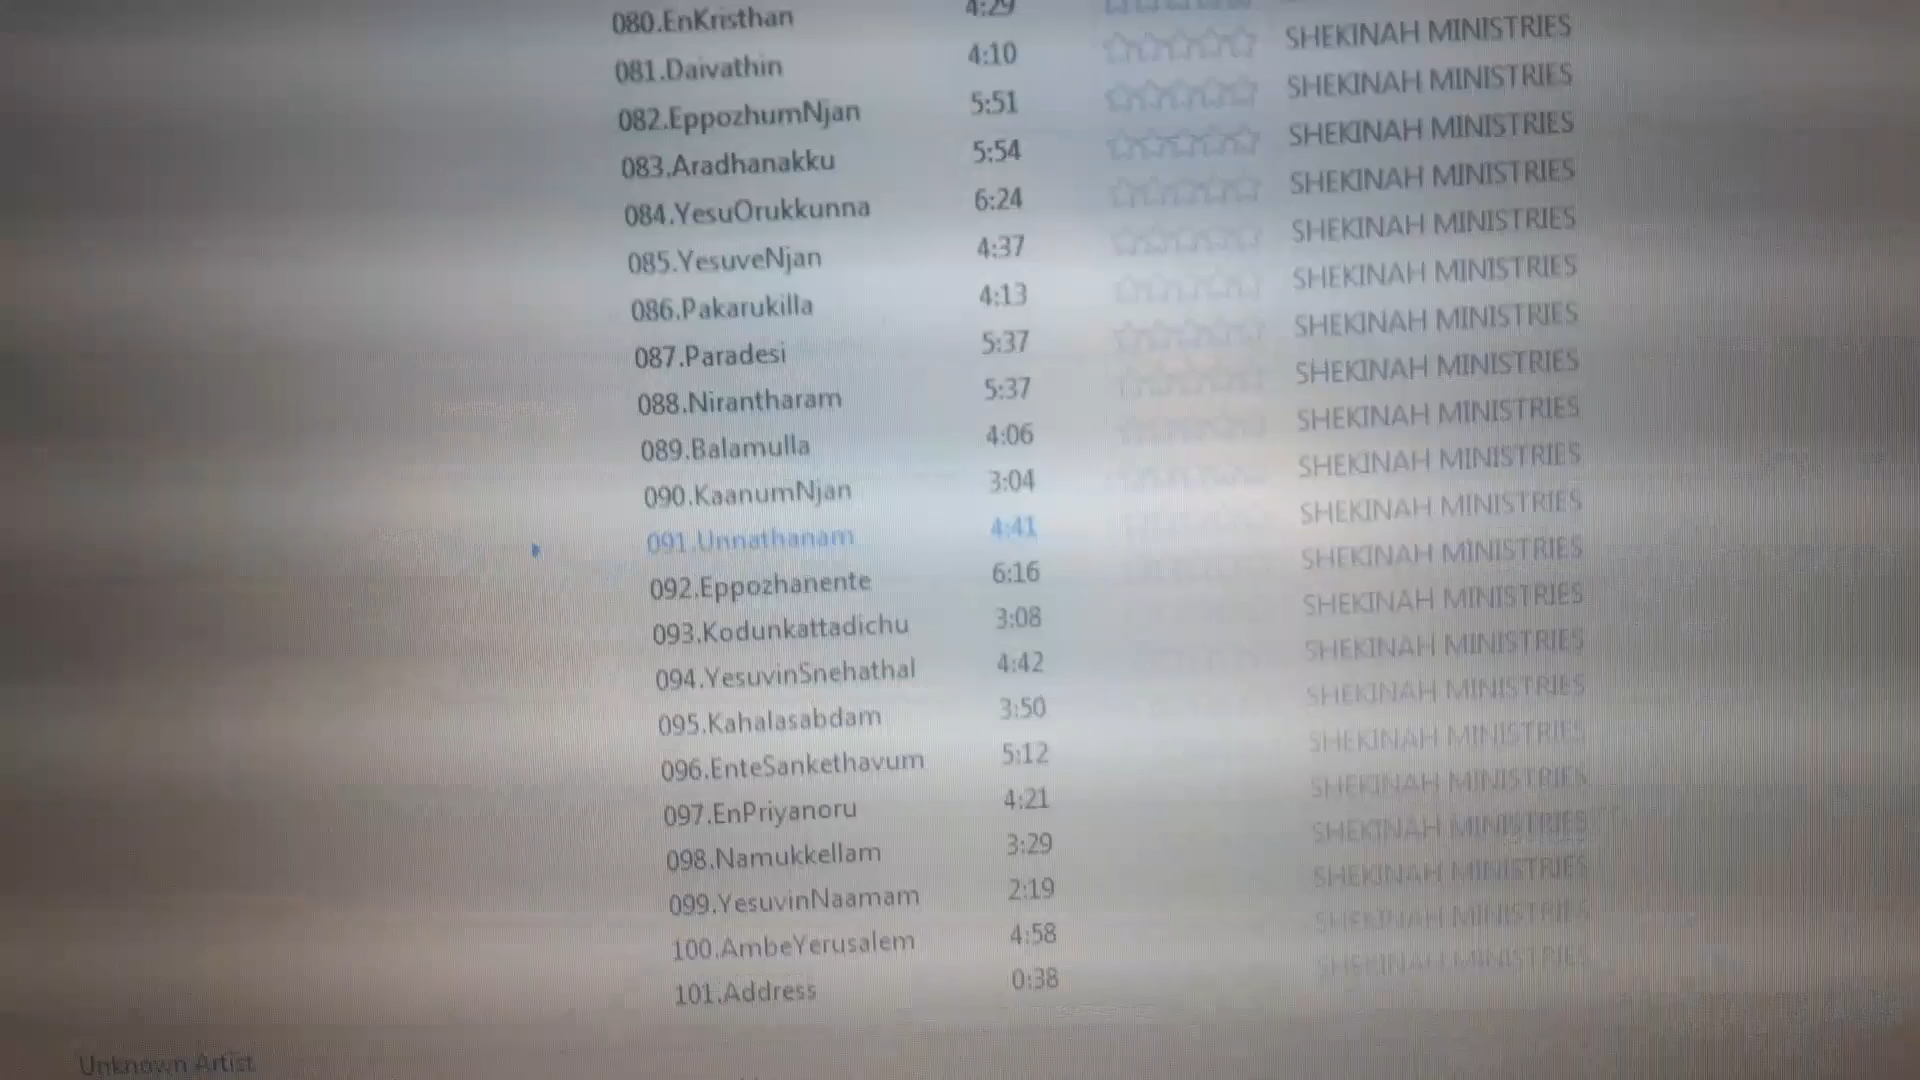 080.EnKristhan 4:29
081.Daivathin 4:10 SHEKINAH MINISTRIES
082.EppozhumNjan 5:51 SHEKINAH MINISTRIES
083.Aradhanakku 5:54 SHEKINAH MINISTRIES
084.YesuOrukkunna 6:24 SHEKINAH MINISTRIES
085.YesuveNjan 4:37 SHEKINAH MINISTRIES
086.Pakarukilla 4:13 SHEKINAH MINISTRIES
087.Paradesi 5:37 SHEKINAH MINISTRIES
088.Nirantharam 5:37 SHEKINAH MINISTRIES
089.Balamulla 4:06 SHEKINAH MINISTRIES
090.KaanumNjan 3:04 SHEKINAH MINISTRIES
091.Unnathanam 4:41 SHEKINAH MINISTRIES
092.Eppozhanente 6:16 SHEKINAH MINISTRIES
093.Kodunkattadichu 3:08 SHEKINAH MINISTRIES
094.YesuvinSnehathal 4:42 SHEKINAH MINISTRIES
095.Kahalasabdam 3:50 SHEKINAH MINISTRIES
096.EnteSankethavum 5:12 SHEKINAH MINISTRIES
097.EnPriyanoru 4:21 SHEKINAH MINISTRIES
098.Namukkellam 3:29 SHEKINAH MINISTRIES
099.YesuvinNaamam 2:19 SHEKINAH MINISTRIES
100.AmbeYerusalem 4:58 SHEKINAH MINISTRIES
101.Address 0:38 SHEKINAH MINISTRIES
Unknown Artist